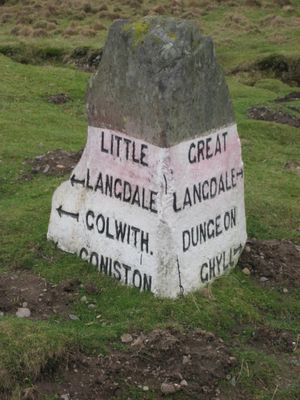 LITTLE
LANGDALE
COLWITH
CONISTON
GREAT
LANGDALE
DUNGEON
GHYLL